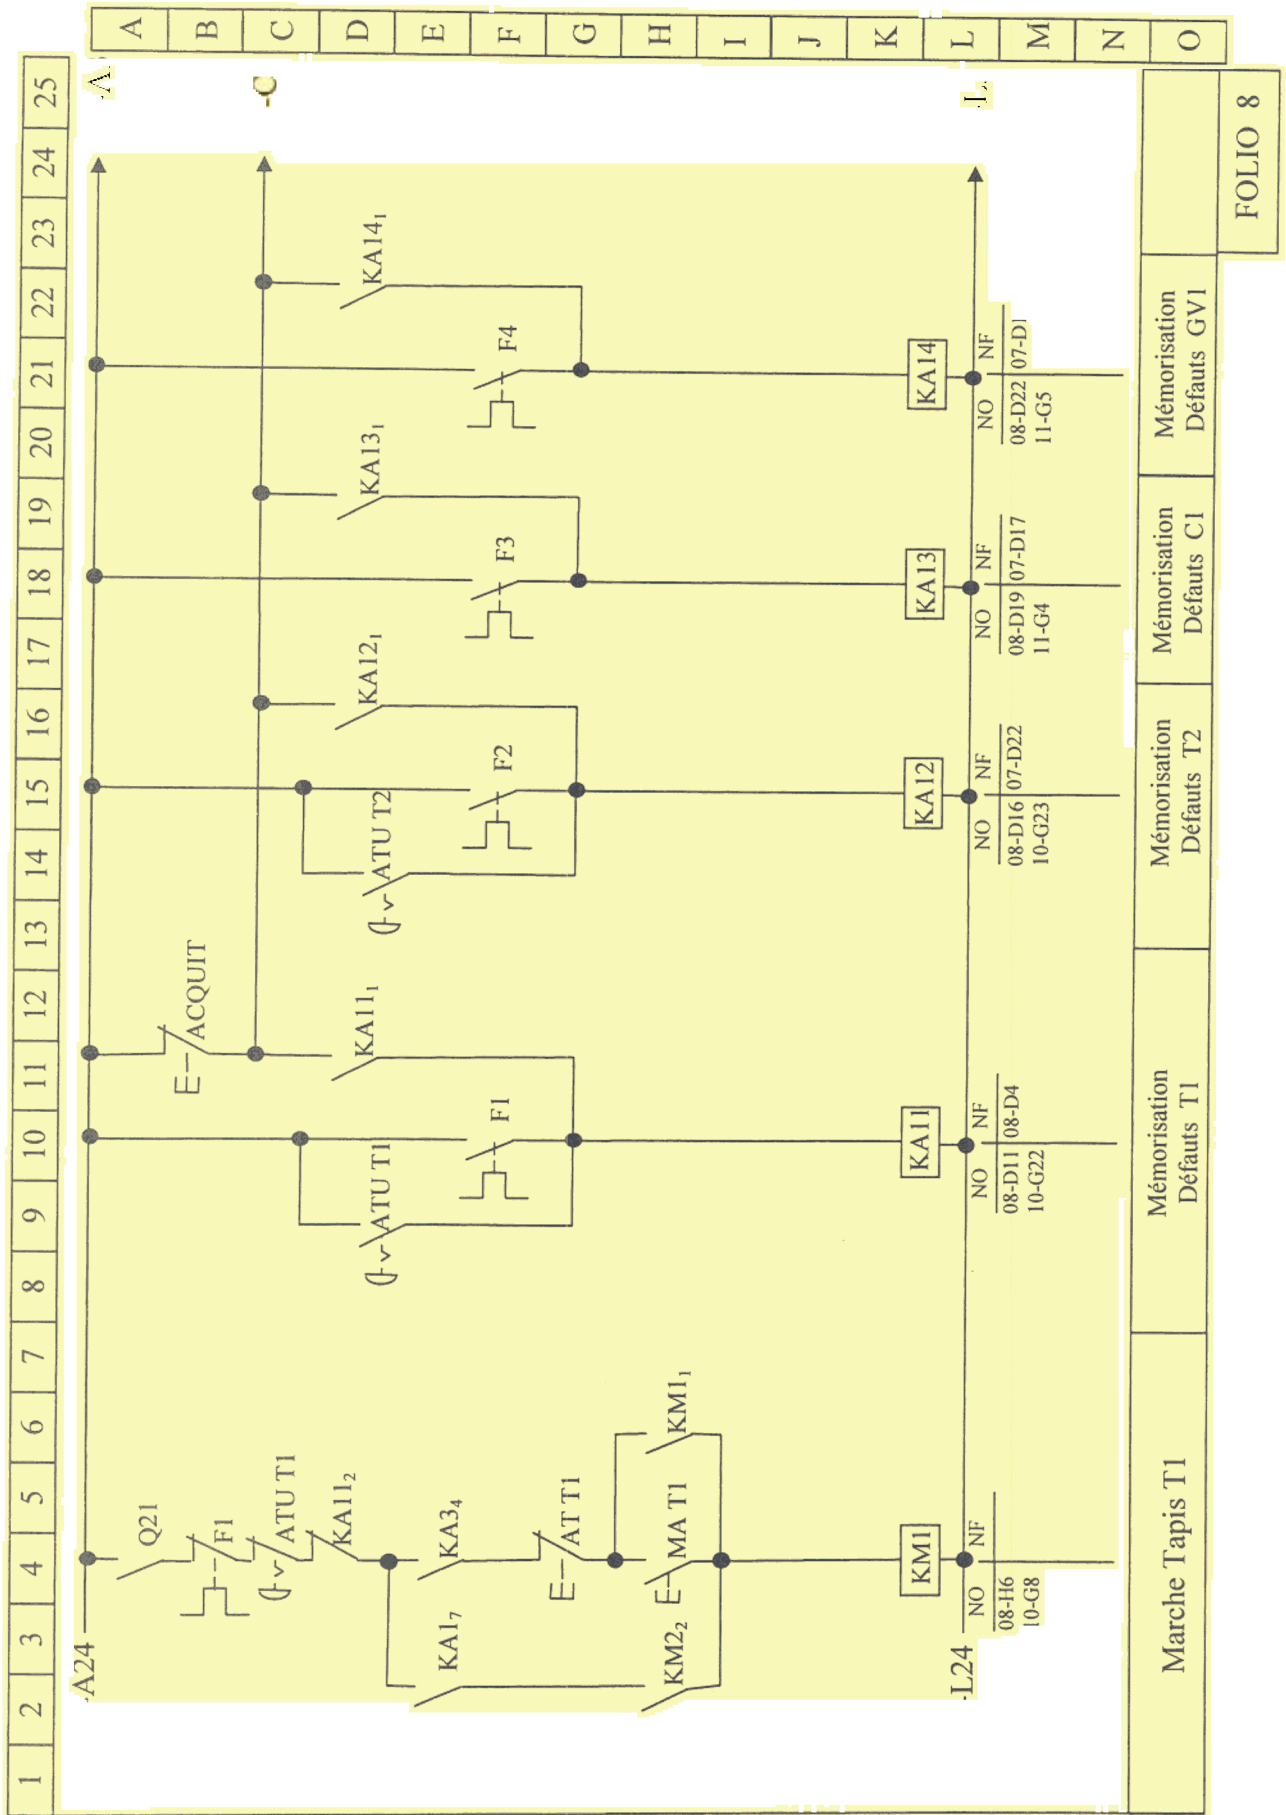 1 2 3 4 5 6 7 8 9 10 11 12 13 14 15 16 17 18 19 20 21 22 23 24 25
A
B
C
D
E
F
G
H
I
J
K
L
M
N
O
-A24
A
C
Q21
F1
ATU T1
KA11₂
KA1₇
KA3₄
AT T1
KM2₂
MA T1
KM1₁
KM1
ACQUIT
ATU T1
KA11₁
F1
KA11
ATU T2
KA12₁
F2
KA12
KA13₁
F3
KA13
KA14₁
F4
KA14
-L24
L
NO NF
08-H6
10-G8
NO NF
08-D11 08-D4
10-G22
NO NF
08-D16 07-D22
10-G23
NO NF
08-D19 07-D17
11-G4
NO NF
08-D22 07-D1
11-G5
Marche Tapis T1
Mémorisation
Défauts T1
Mémorisation
Défauts T2
Mémorisation
Défauts C1
Mémorisation
Défauts GV1
FOLIO 8